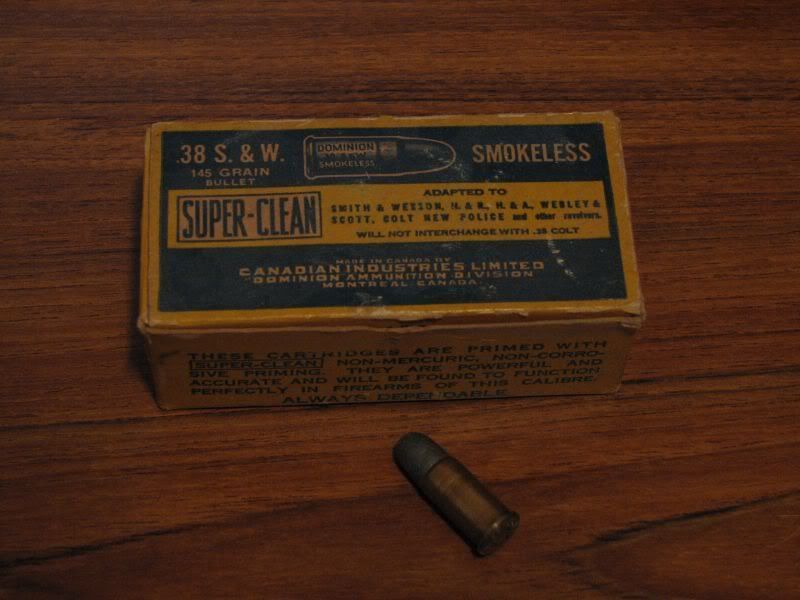 .38 S. & W.
145 GRAIN
BULLET
DOMINION
.38 S & W
SMOKELESS
SMOKELESS
SUPER-CLEAN
ADAPTED TO
SMITH & WESSON, H. & R., H. & A., WEBLEY &
SCOTT, COLT NEW POLICE and other revolvers.
WILL NOT INTERCHANGE WITH .38 COLT
MADE IN CANADA BY
CANADIAN INDUSTRIES LIMITED
"DOMINION AMMUNITION DIVISION
MONTREAL, CANADA.
THESE CARTRIDGES ARE PRIMED WITH
SUPER-CLEAN NON-MERCURIC, NON-CORRO-
SIVE PRIMING. THEY ARE POWERFUL AND
ACCURATE AND WILL BE FOUND TO FUNCTION
PERFECTLY IN FIREARMS OF THIS CALIBRE.
ALWAYS DEPENDABLE